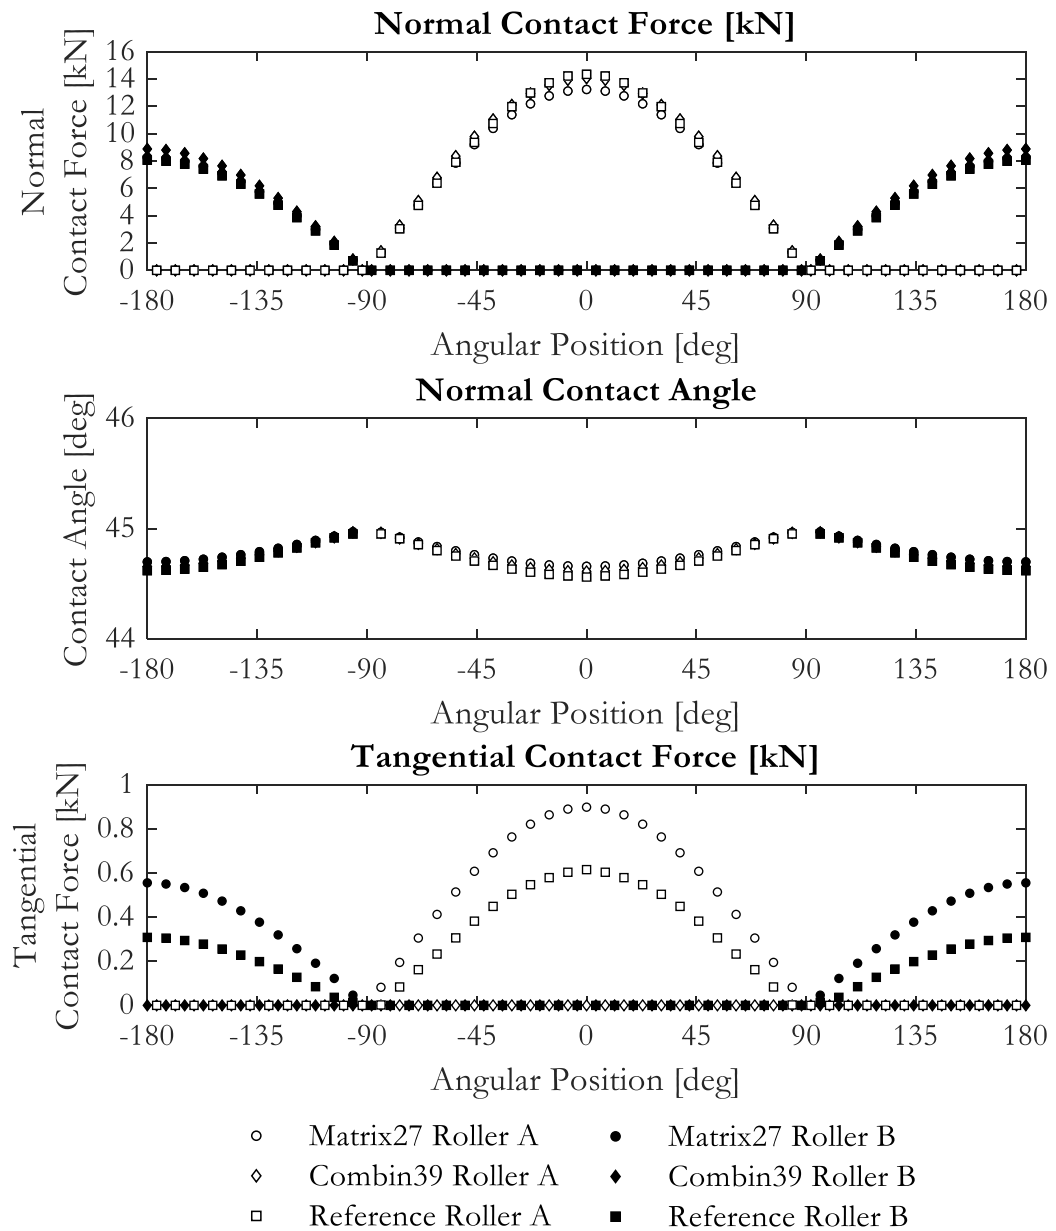 Normal Contact Force [kN]
Normal
Contact Force [kN]
16
14
12
10
8
6
4
2
0
-180 -135 -90 -45 0 45 90 135 180
Angular Position [deg]
Normal Contact Angle
Contact Angle [deg]
46
45
44
-180 -135 -90 -45 0 45 90 135 180
Angular Position [deg]
Tangential Contact Force [kN]
Tangential
Contact Force [kN]
1
0.8
0.6
0.4
0.2
0
-180 -135 -90 -45 0 45 90 135 180
Angular Position [deg]
Matrix27 Roller A Matrix27 Roller B
Combin39 Roller A Combin39 Roller B
Reference Roller A Reference Roller B